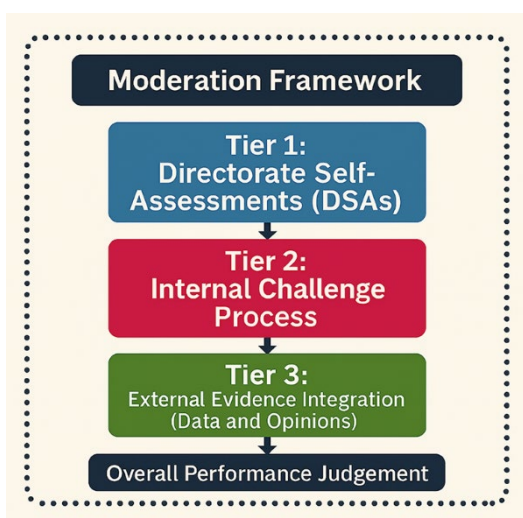 Moderation Framework
Tier 1:
Directorate Self-
Assessments (DSAs)
Tier 2:
Internal Challenge
Process
Tier 3:
External Evidence Integration
(Data and Opinions)
Overall Performance Judgement